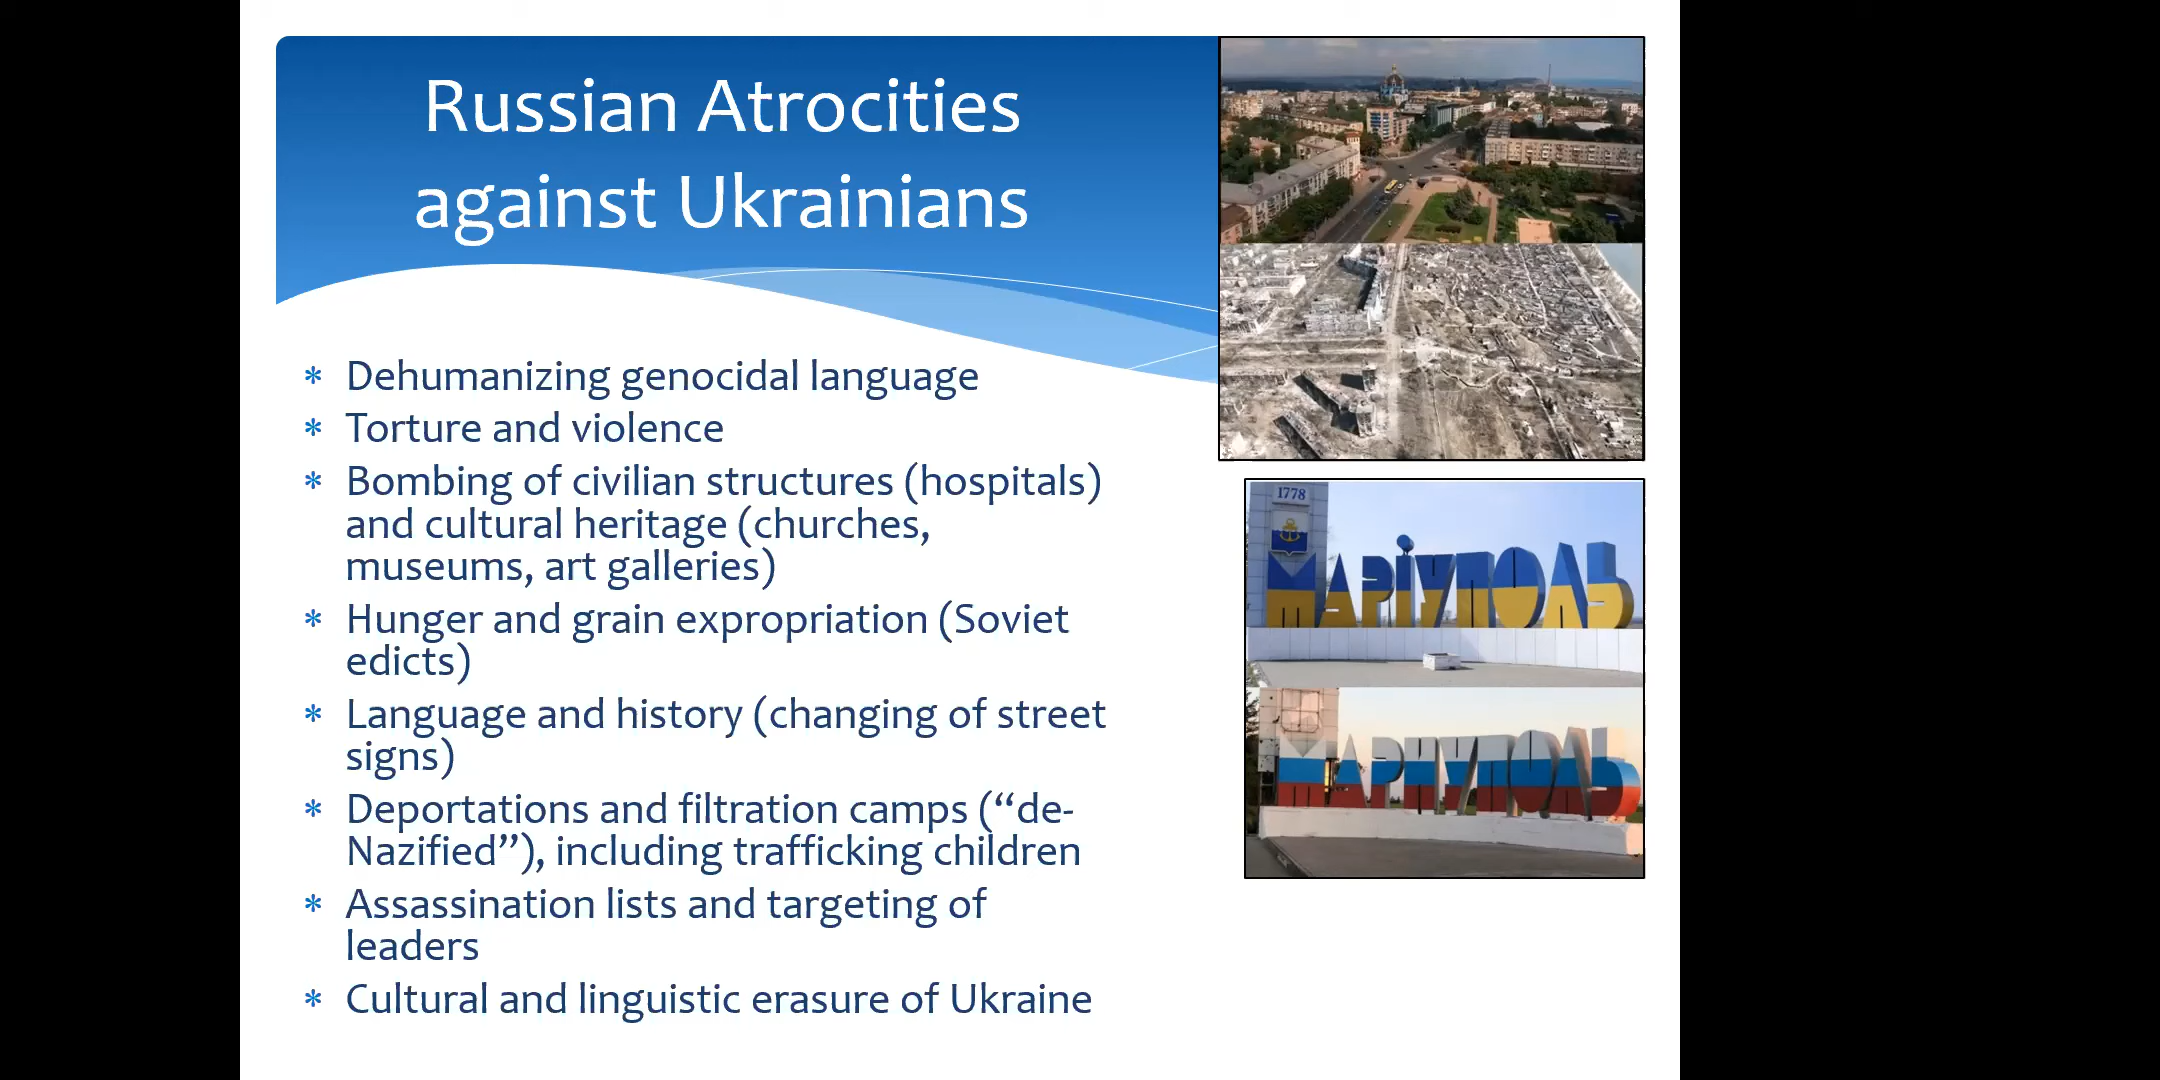 Russian Atrocities
against Ukrainians
* Dehumanizing genocidal language
* Torture and violence
* Bombing of civilian structures (hospitals)
and cultural heritage (churches,
museums, art galleries)
* Hunger and grain expropriation (Soviet
edicts)
* Language and history (changing of street
signs)
* Deportations and filtration camps (“de-
Nazified”), including trafficking children
* Assassination lists and targeting of
leaders
* Cultural and linguistic erasure of Ukraine
1778
МАРІУПОЛЬ
МАРИУПОЛЬ